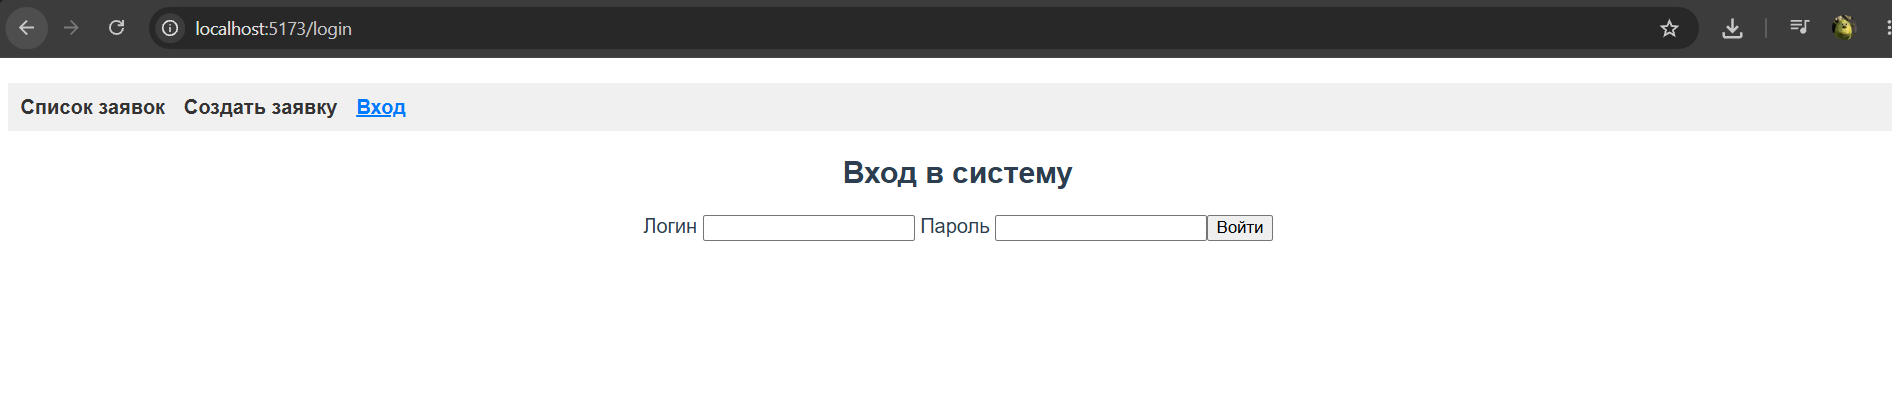 localhost:5173/login
Список заявок Создать заявку Вход
Вход в систему
Логин Пароль Войти